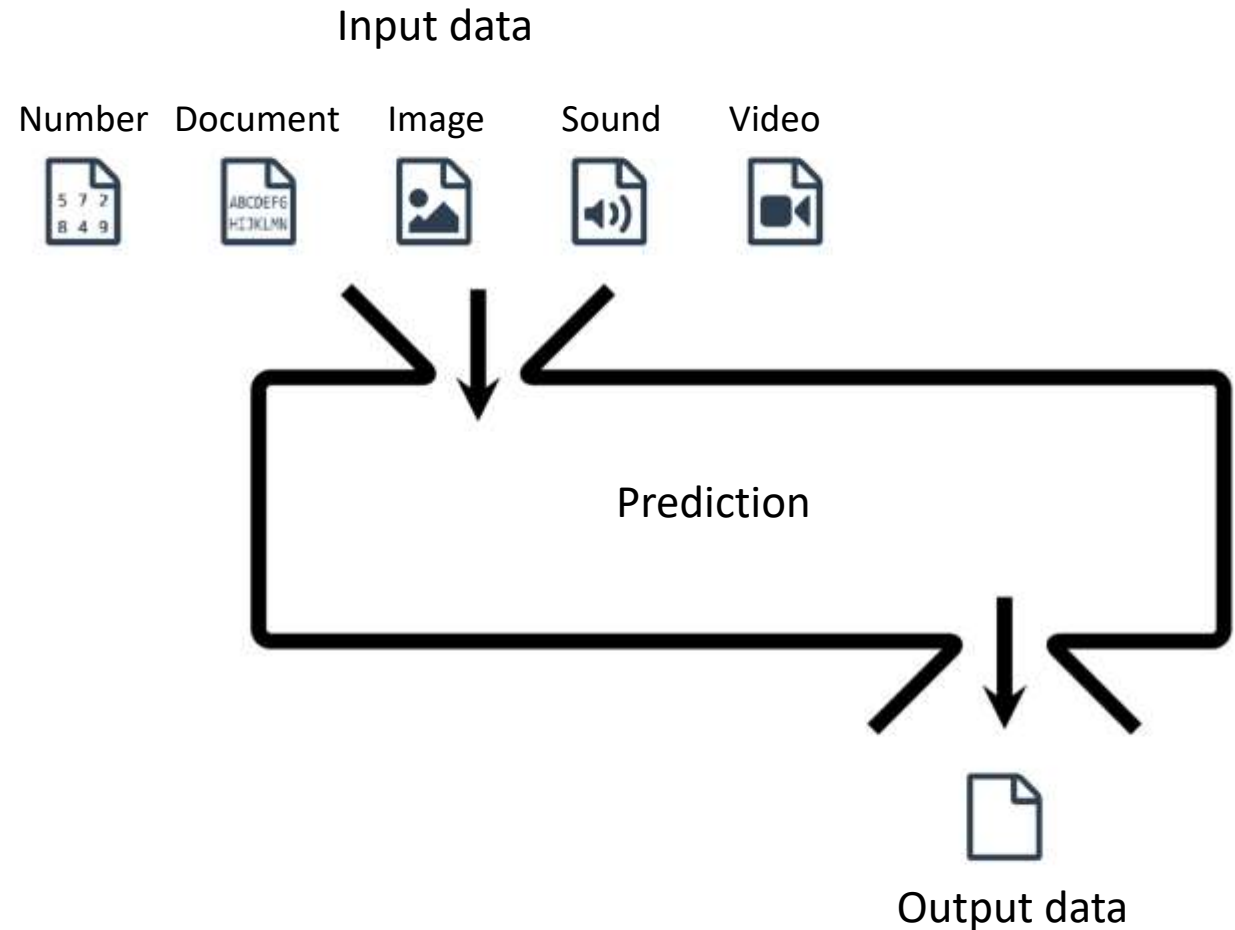 Input data
Number Document Image Sound Video
5 7 2
8 4 9
ABCDEFG
HIJKLMN
Prediction
Output data